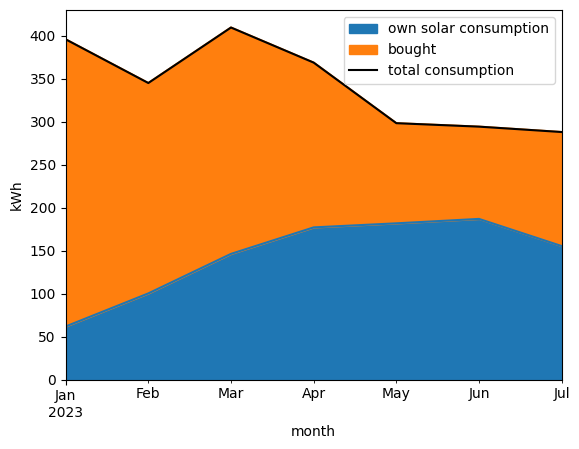 own solar consumption
bought
total consumption
400
350
300
250
200
150
100
50
0
kWh
Jan Feb Mar Apr May Jun Jul
2023
month